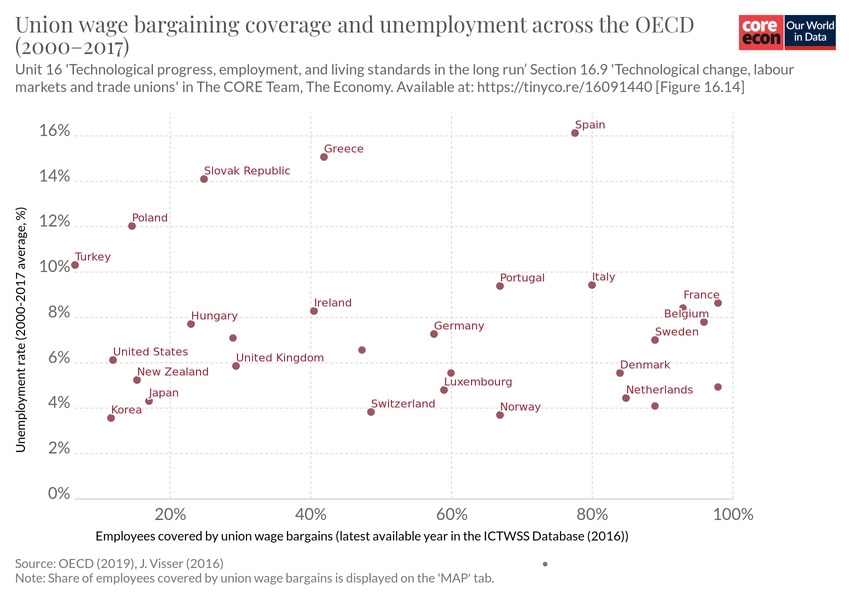 Union wage bargaining coverage and unemployment across the OECD
(2000–2017)
core
econ
Our World
in Data
Unit 16 'Technological progress, employment, and living standards in the long run' Section 16.9 'Technological change, labour
markets and trade unions' in The CORE Team, The Economy. Available at: https://tinyco.re/16091440 [Figure 16.14]
Unemployment rate (2000-2017 average, %)
16%
14%
12%
10%
8%
6%
4%
2%
0%
Spain
Greece
Slovak Republic
Poland
Turkey
Portugal
Italy
France
Ireland
Belgium
Hungary
Germany
Sweden
United States
United Kingdom
Denmark
New Zealand
Luxembourg
Netherlands
Japan
Switzerland
Norway
Korea
20%
40%
60%
80%
100%
Employees covered by union wage bargains (latest available year in the ICTWSS Database (2016))
Source: OECD (2019), J. Visser (2016)
Note: Share of employees covered by union wage bargains is displayed on the 'MAP' tab.